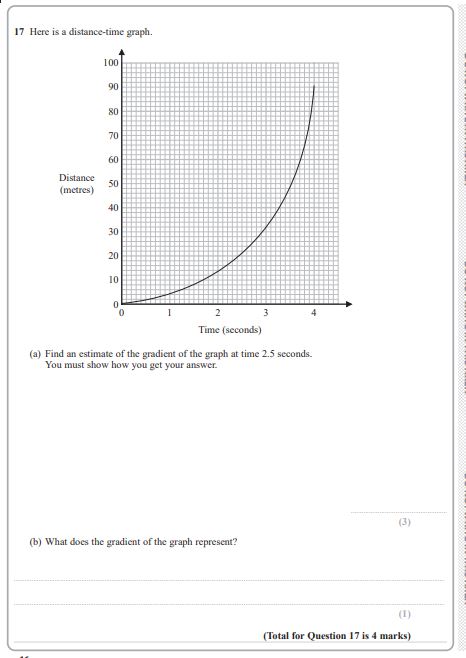 17 Here is a distance-time graph.
100
90
80
70
60
Distance
(metres)
50
40
30
20
10
0
0 1 2 3 4
Time (seconds)
(a) Find an estimate of the gradient of the graph at time 2.5 seconds.
You must show how you get your answer.
(3)
(b) What does the gradient of the graph represent?
(1)
(Total for Question 17 is 4 marks)